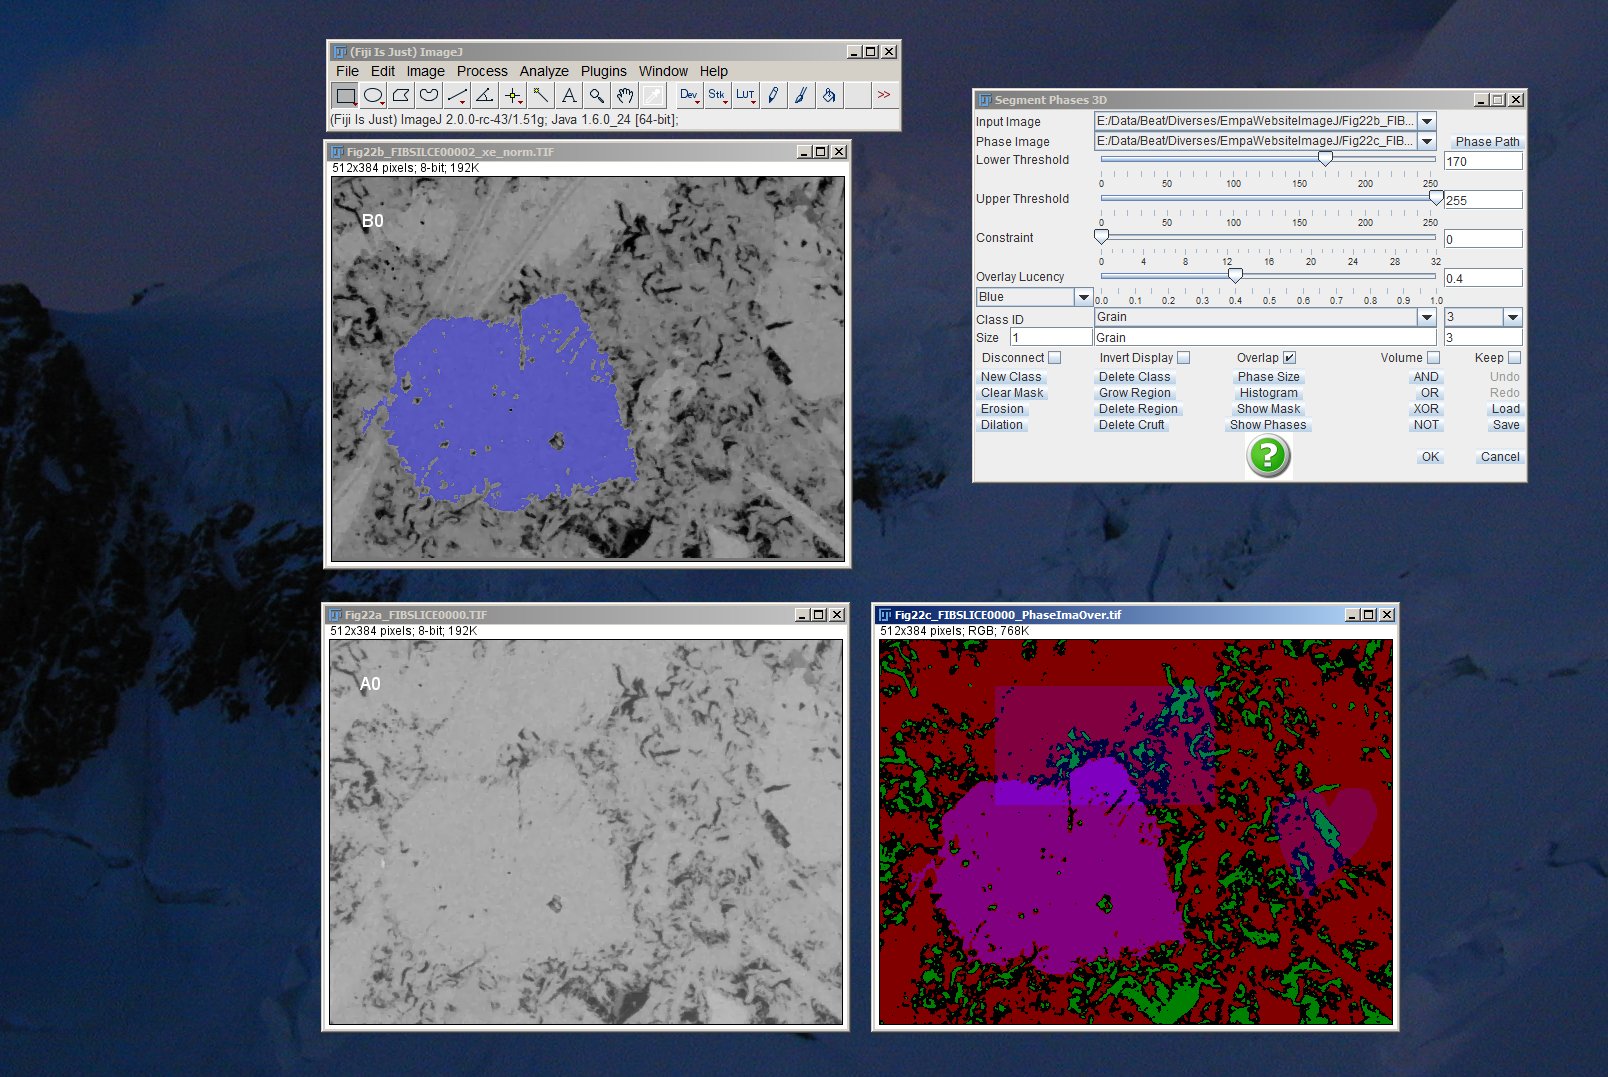 (Fiji Is Just) ImageJ
File Edit Image Process Analyze Plugins Window Help
Dev Stk LUT >>
(Fiji Is Just) ImageJ 2.0.0-rc-43/1.51g; Java 1.6.0_24 [64-bit];
Fig22b_FIBSILCE00002_xe_norm.TIF
512x384 pixels; 8-bit; 192K
B0
Segment Phases 3D
Input Image E:/Data/Beat/Diverses/EmpaWebsiteImageJ/Fig22b_FIB...
Phase Image E:/Data/Beat/Diverses/EmpaWebsiteImageJ/Fig22c_FIB... Phase Path
Lower Threshold 170
0 50 100 150 200 250
Upper Threshold 255
0 50 100 150 200 250
Constraint 0
0 4 8 12 16 20 24 28 32
Overlay Lucency 0.4
Blue 0.0 0.1 0.2 0.3 0.4 0.5 0.6 0.7 0.8 0.9 1.0
Class ID Grain 3
Size 1 Grain 3
Disconnect Invert Display Overlap Volume Keep
New Class Delete Class Phase Size AND Undo
Clear Mask Grow Region Histogram OR Redo
Erosion Delete Region Show Mask XOR Load
Dilation Delete Cruft Show Phases NOT Save
? OK Cancel
Fig22a_FIBSLICE0000.TIF
512x384 pixels; 8-bit; 192K
A0
Fig22c_FIBSLICE0000_PhaseImaOver.tif
512x384 pixels; RGB; 768K